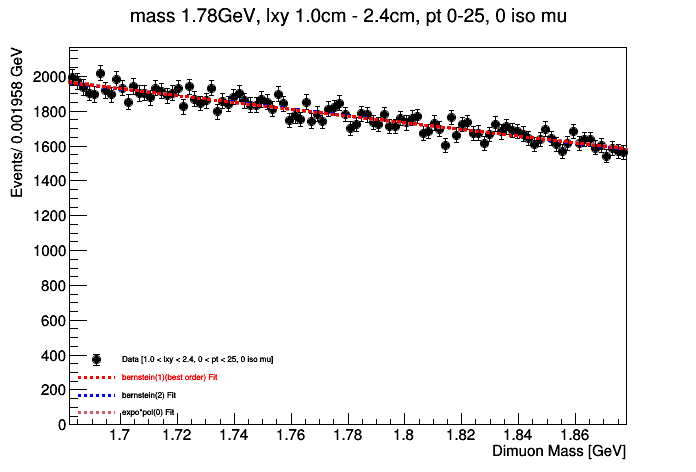 mass 1.78GeV, lxy 1.0cm - 2.4cm, pt 0-25, 0 iso mu
Events/ 0.001958 GeV
2000
1800
1600
1400
1200
1000
800
600
400
200
0
Data [1.0 < lxy < 2.4, 0 < pt < 25, 0 iso mu]
bernstein(1)(best order) Fit
bernstein(2) Fit
expo*pol(0) Fit
1.7 1.72 1.74 1.76 1.78 1.8 1.82 1.84 1.86
Dimuon Mass [GeV]